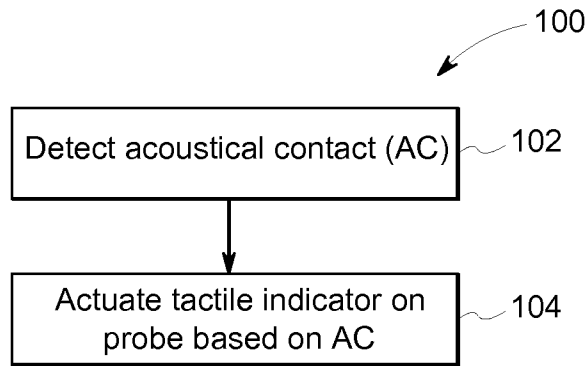 100
Detect acoustical contact (AC)
102
Actuate tactile indicator on
probe based on AC
104